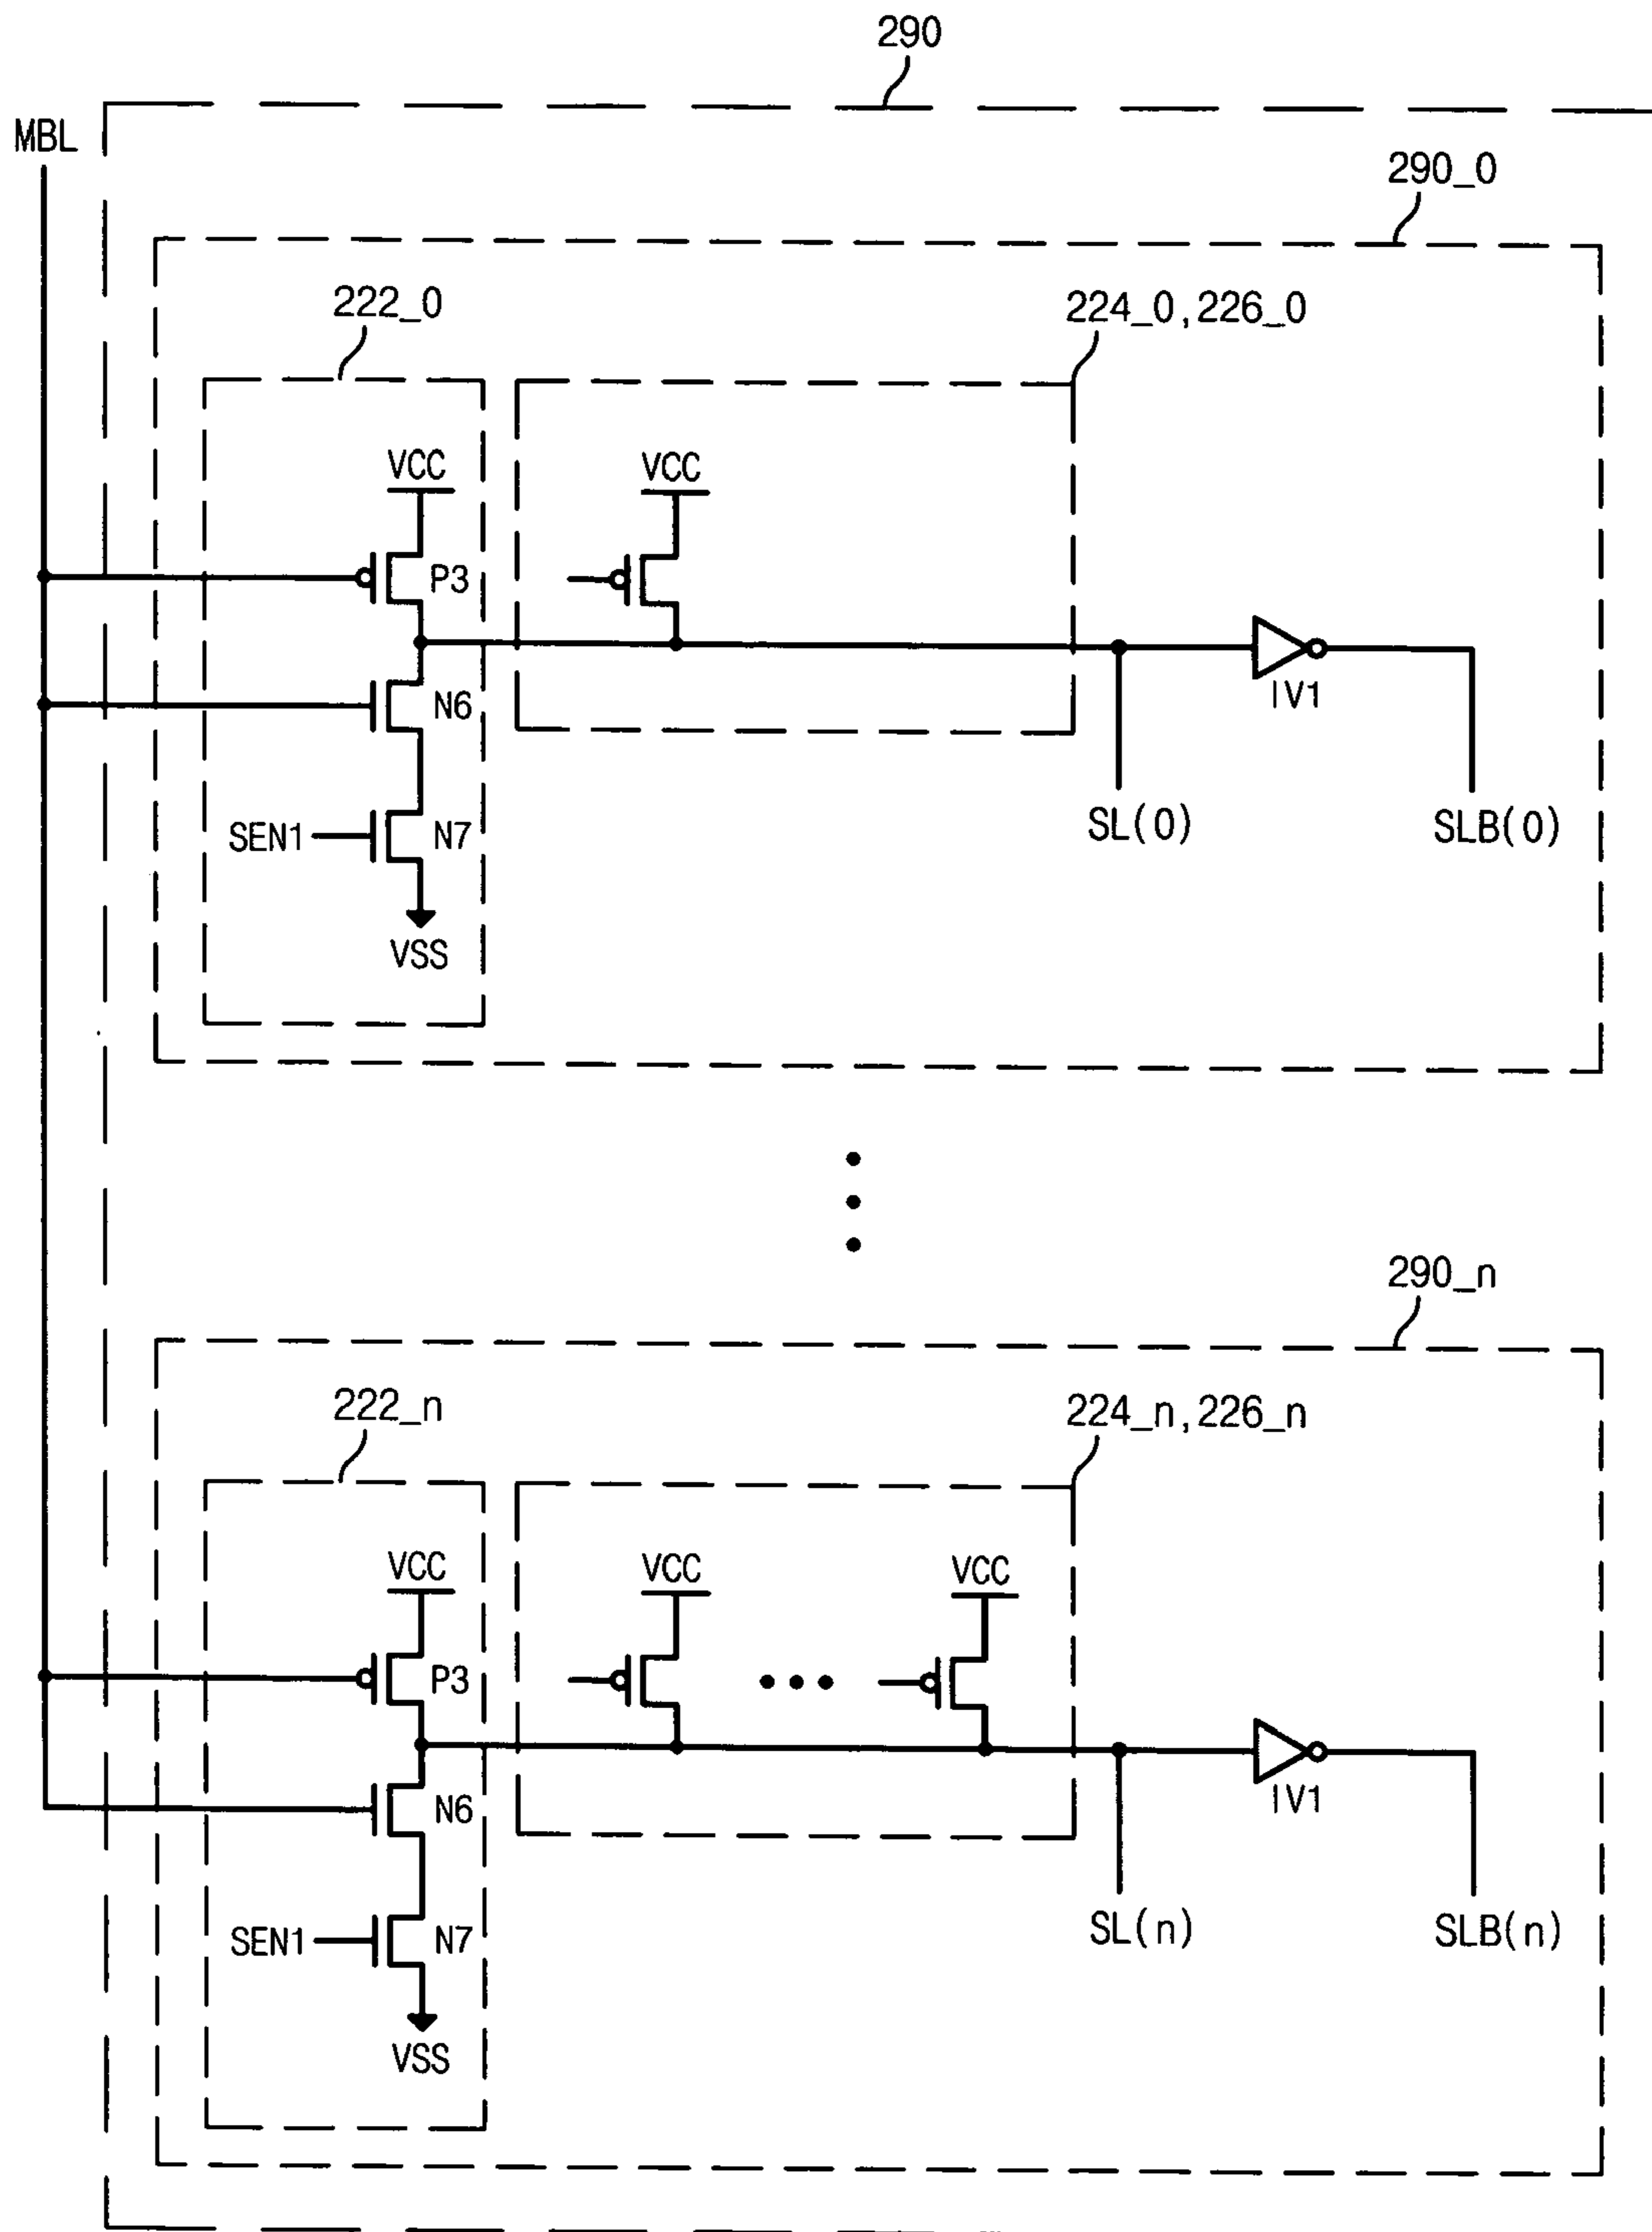 290
MBL
290_0
222_0
224_0,226_0
VCC
VCC
P3
N6
IV1
SEN1
N7
SL(0)
SLB(0)
VSS
290_n
222_n
224_n,226_n
VCC
VCC
VCC
P3
N6
IV1
SEN1
N7
SL(n)
SLB(n)
VSS